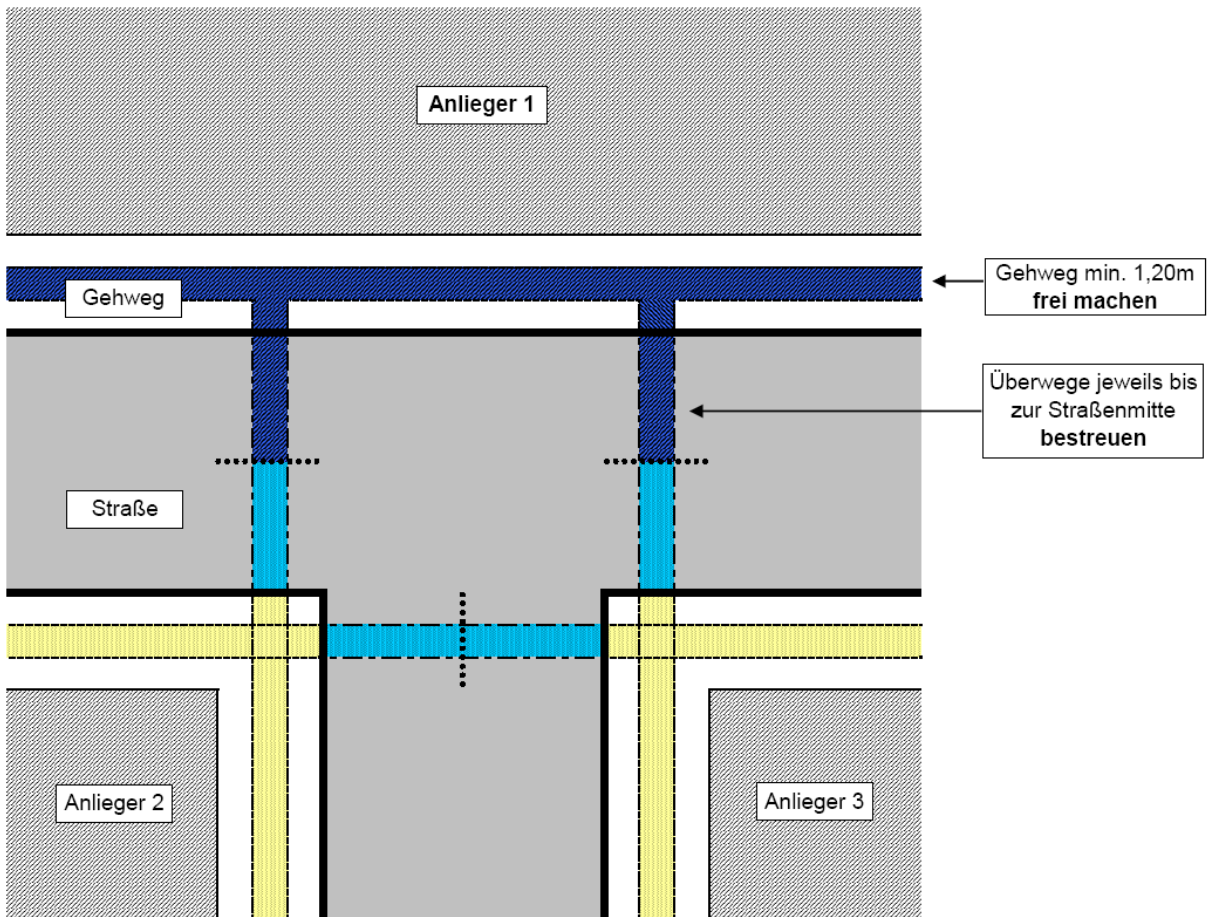 Anlieger 1
Gehweg
Gehweg min. 1,20m
frei machen
Überwege jeweils bis
zur Straßenmitte
bestreuen
Straße
Anlieger 2
Anlieger 3